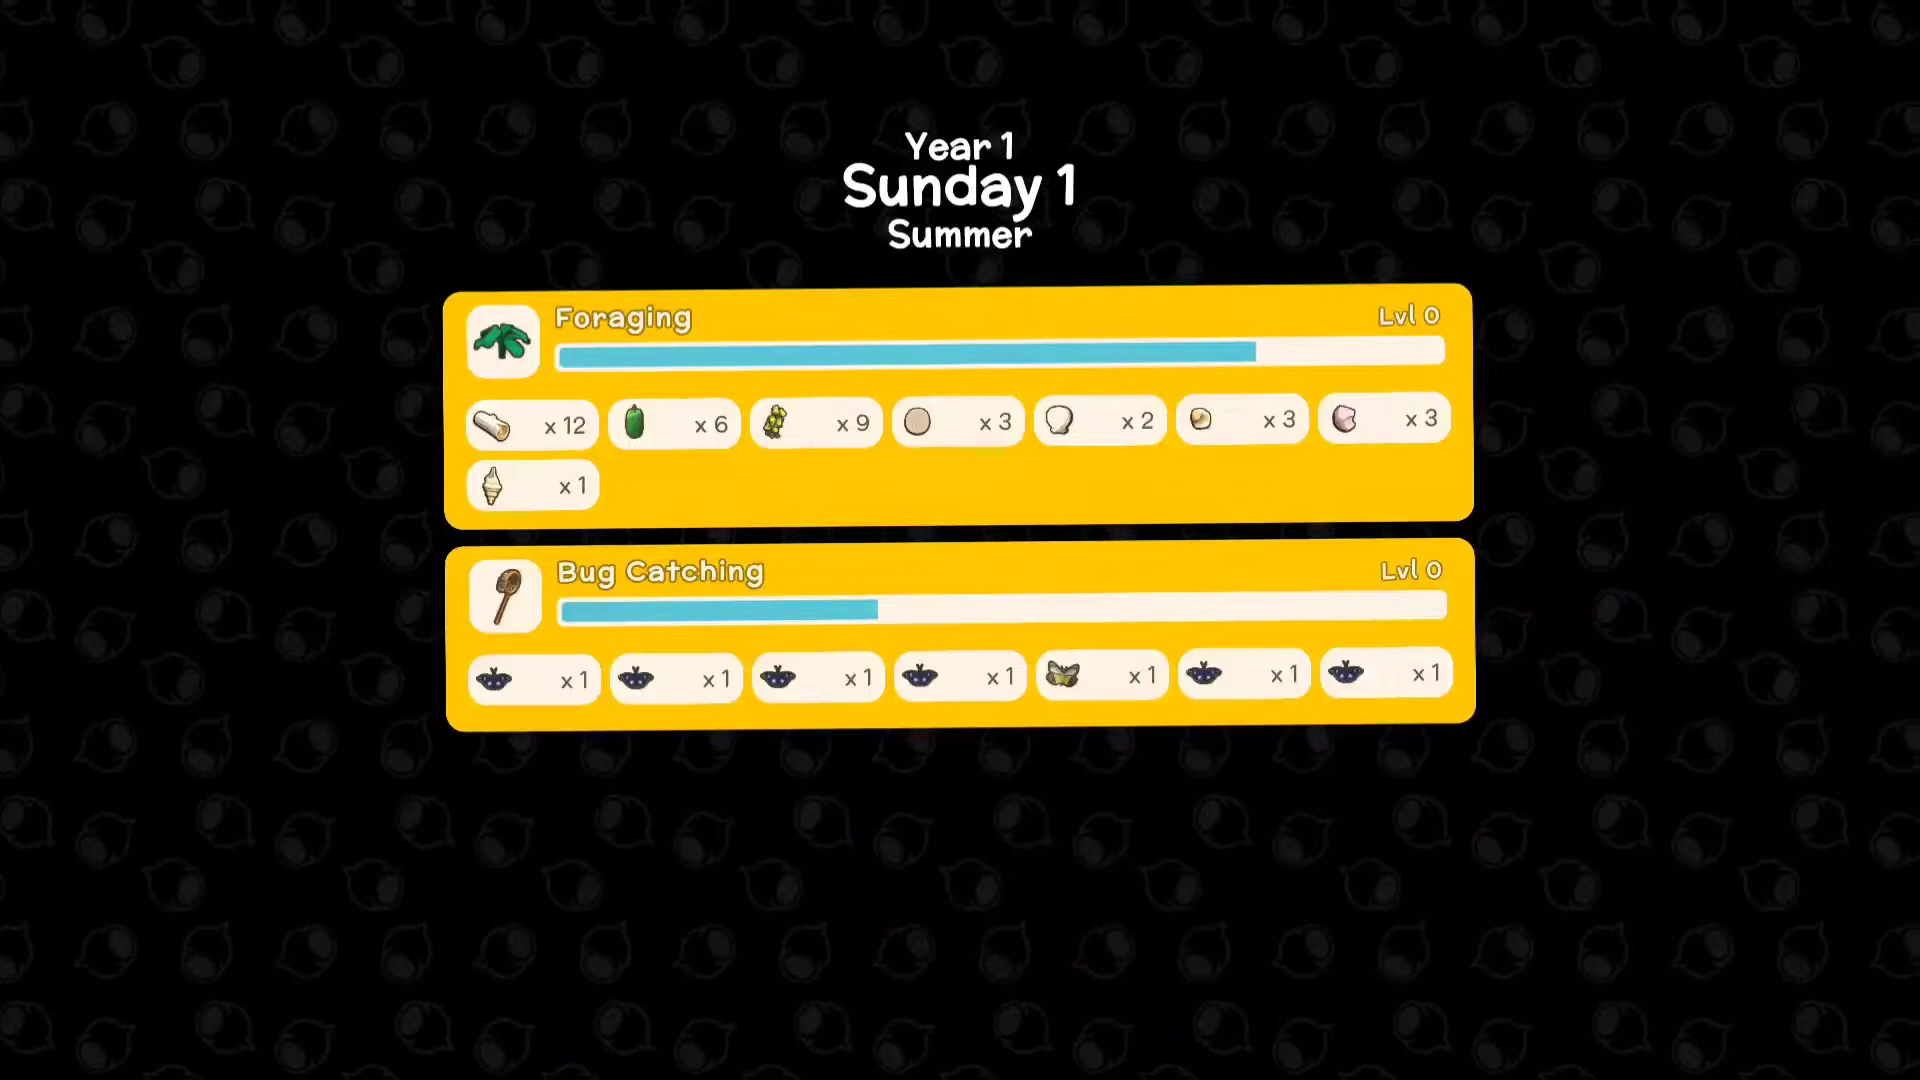 Year 1
Sunday 1
Summer
Foraging Lvl 0
x 12 x 6 x 9 x 3 x 2 x 3 x 3
x 1
Bug Catching Lvl 0
x 1 x 1 x 1 x 1 x 1 x 1 x 1